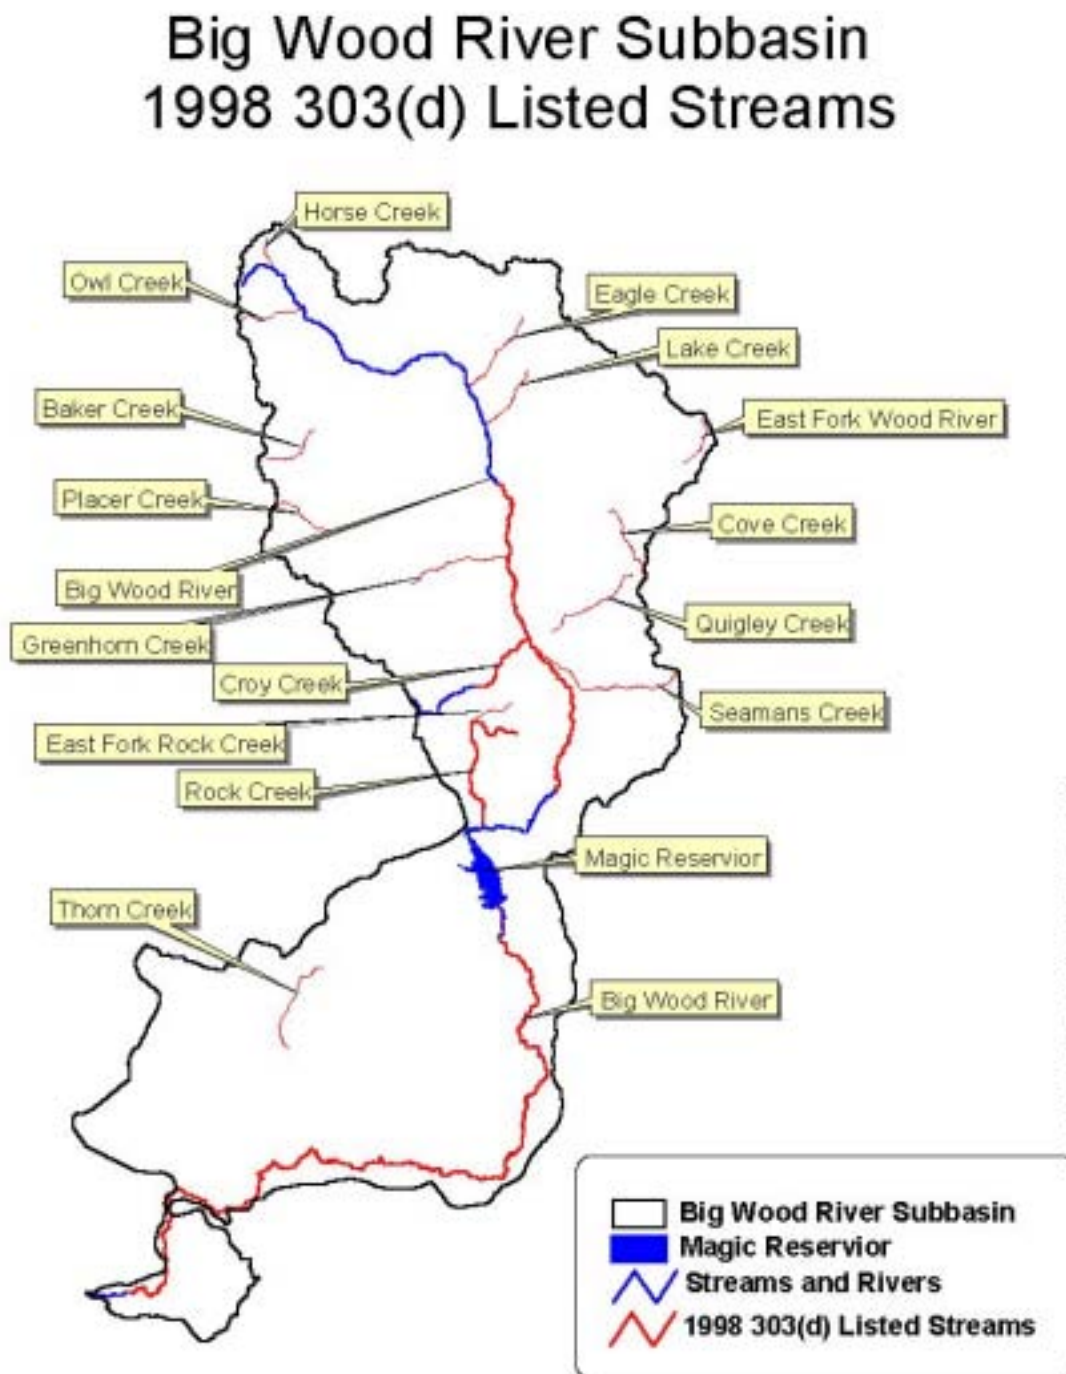 Big Wood River Subbasin
1998 303(d) Listed Streams
Horse Creek
Owl Creek
Eagle Creek
Lake Creek
Baker Creek
East Fork Wood River
Placer Creek
Cove Creek
Big Wood River
Quigley Creek
Greenhorn Creek
Croy Creek
Seamans Creek
East Fork Rock Creek
Rock Creek
Magic Reservior
Thorn Creek
Big Wood River
Big Wood River Subbasin
Magic Reservior
Streams and Rivers
1998 303(d) Listed Streams